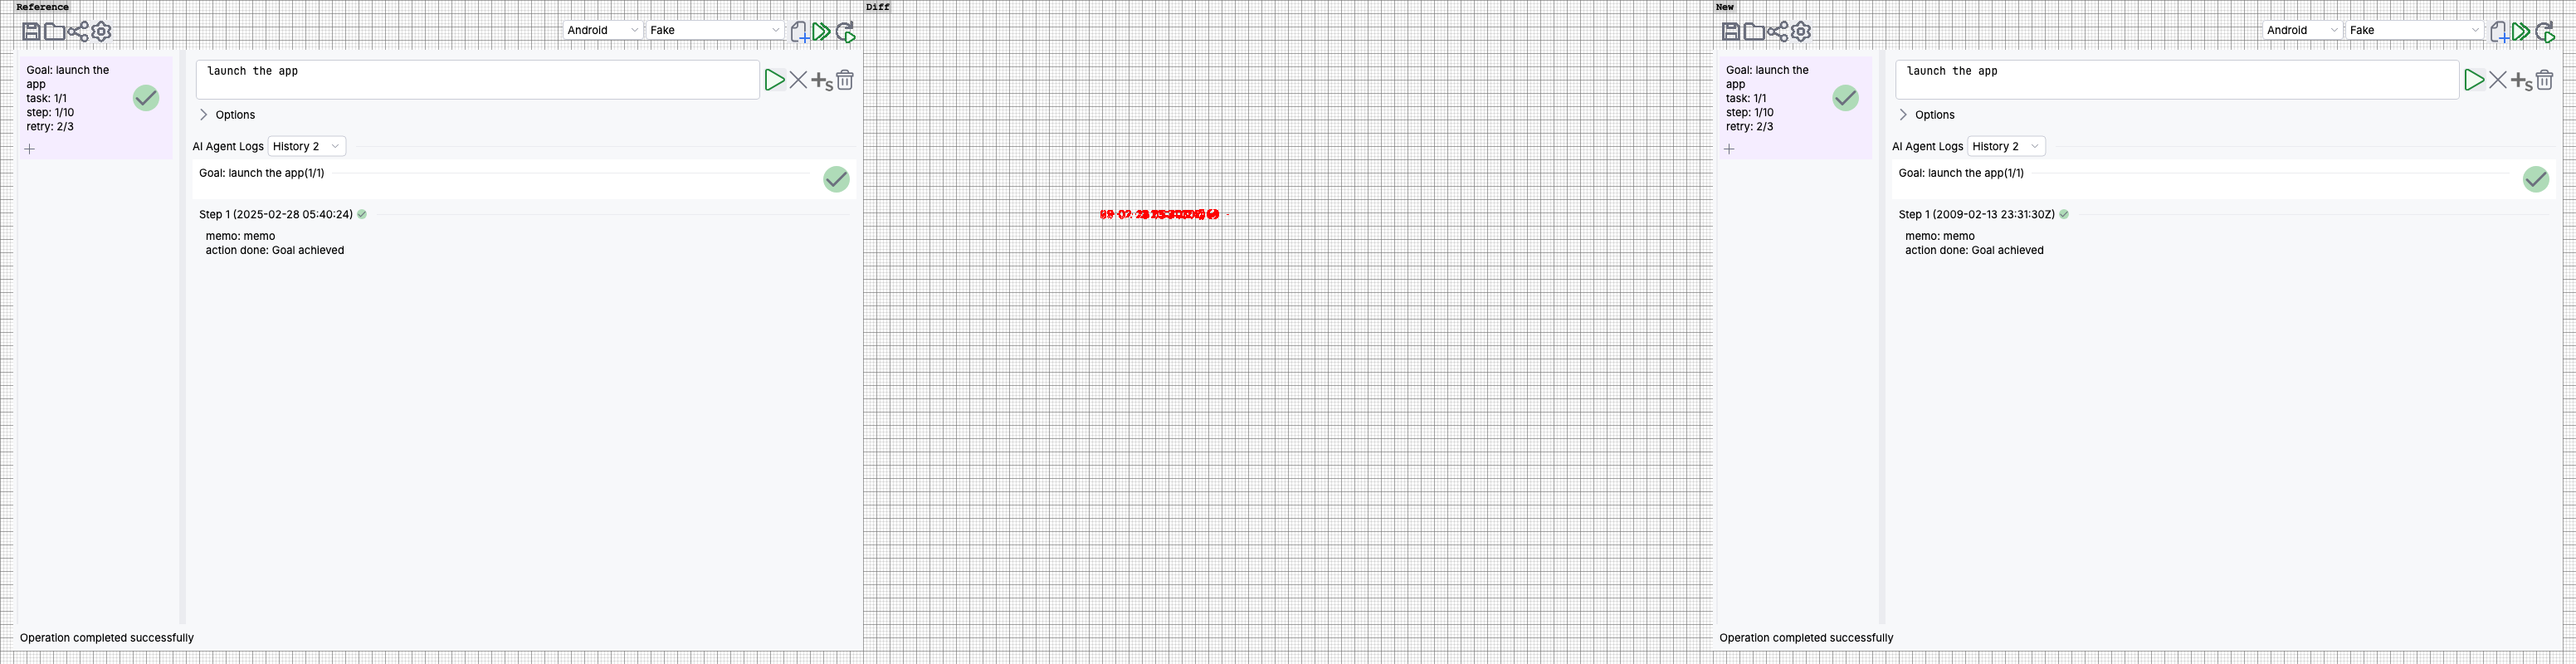 Reference
Android
Fake
Goal: launch the
app
task: 1/1
step: 1/10
retry: 2/3
launch the app
Options
AI Agent Logs
History 2
Goal: launch the app(1/1)
Step 1 (2025-02-28 05:40:24)
memo: memo
action done: Goal achieved
Operation completed successfully
Diff
New
Android
Fake
Goal: launch the
app
task: 1/1
step: 1/10
retry: 2/3
launch the app
Options
AI Agent Logs
History 2
Goal: launch the app(1/1)
Step 1 (2009-02-13 23:31:30Z)
memo: memo
action done: Goal achieved
Operation completed successfully